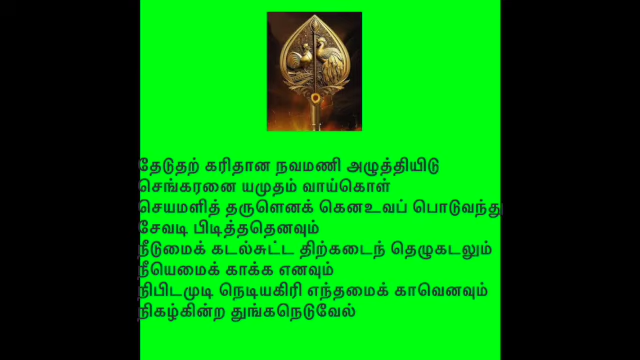 தேடுதற் கரிதான நவமணி அழுத்தியிடு
செங்கரனை யமுதம் வாய்கொள்
செயமளித் தருளெனக் கெனஉவப் பொடுவந்து
சேவடி பிடித்ததெனவும்
நீடுமைக் கடல்சுட்ட திற்கடைந் தெழுகடலும்
நீயெமைக் காக்க எனவும்
நிபிடமுடி நெடியகிரி எந்தமைக் காவெனவும்
நிகழ்கின்ற துங்கநெடுவேல்